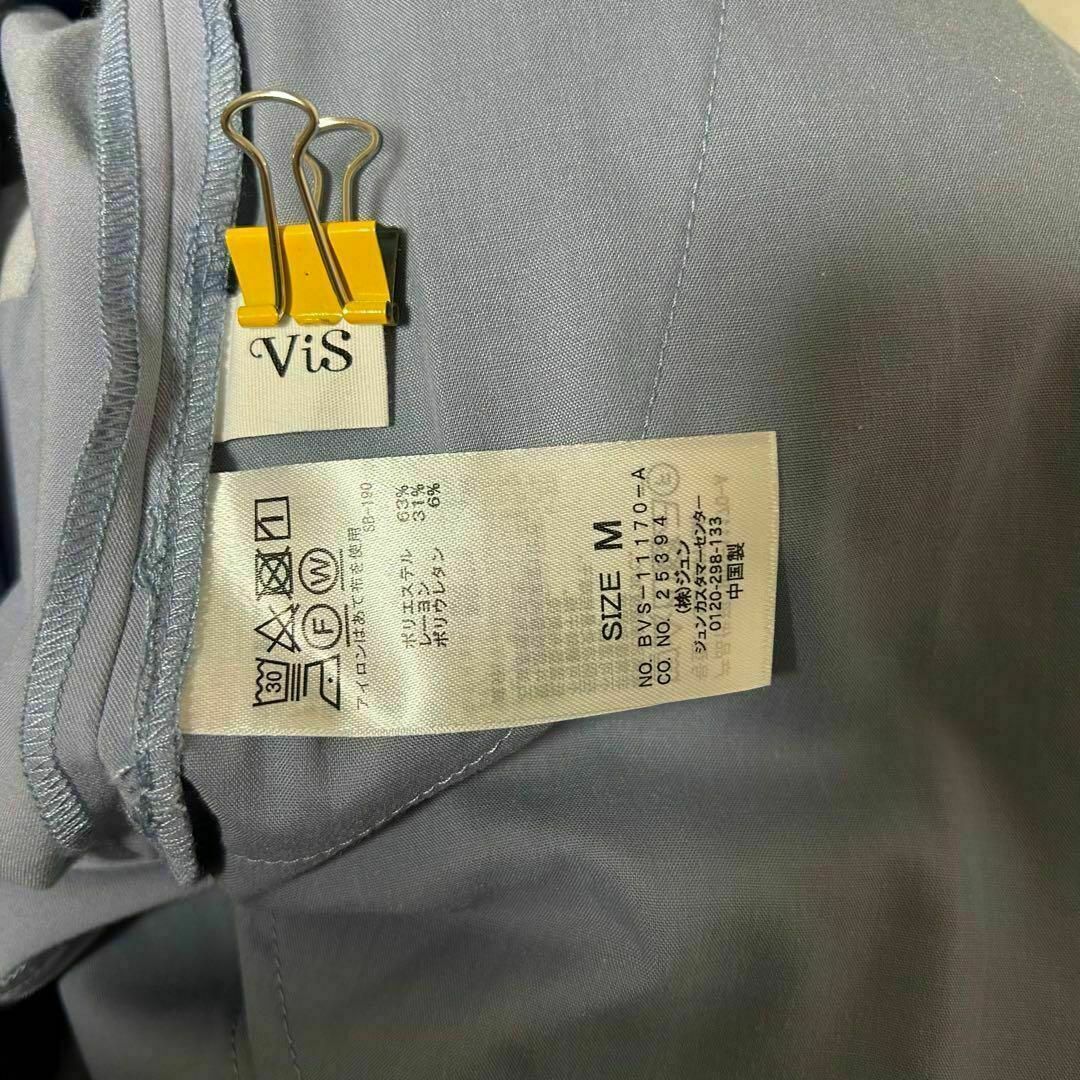 ViS
30
F
W
アイロンはあて布を使用
SB-190
ポリエステル 63%
レーヨン 31%
ポリウレタン 6%
SIZE M
NO. BVS-11170-A
CO. NO. 25394
(株)ジュン
ジュンカスタマーセンター
0120-298-133
中国製